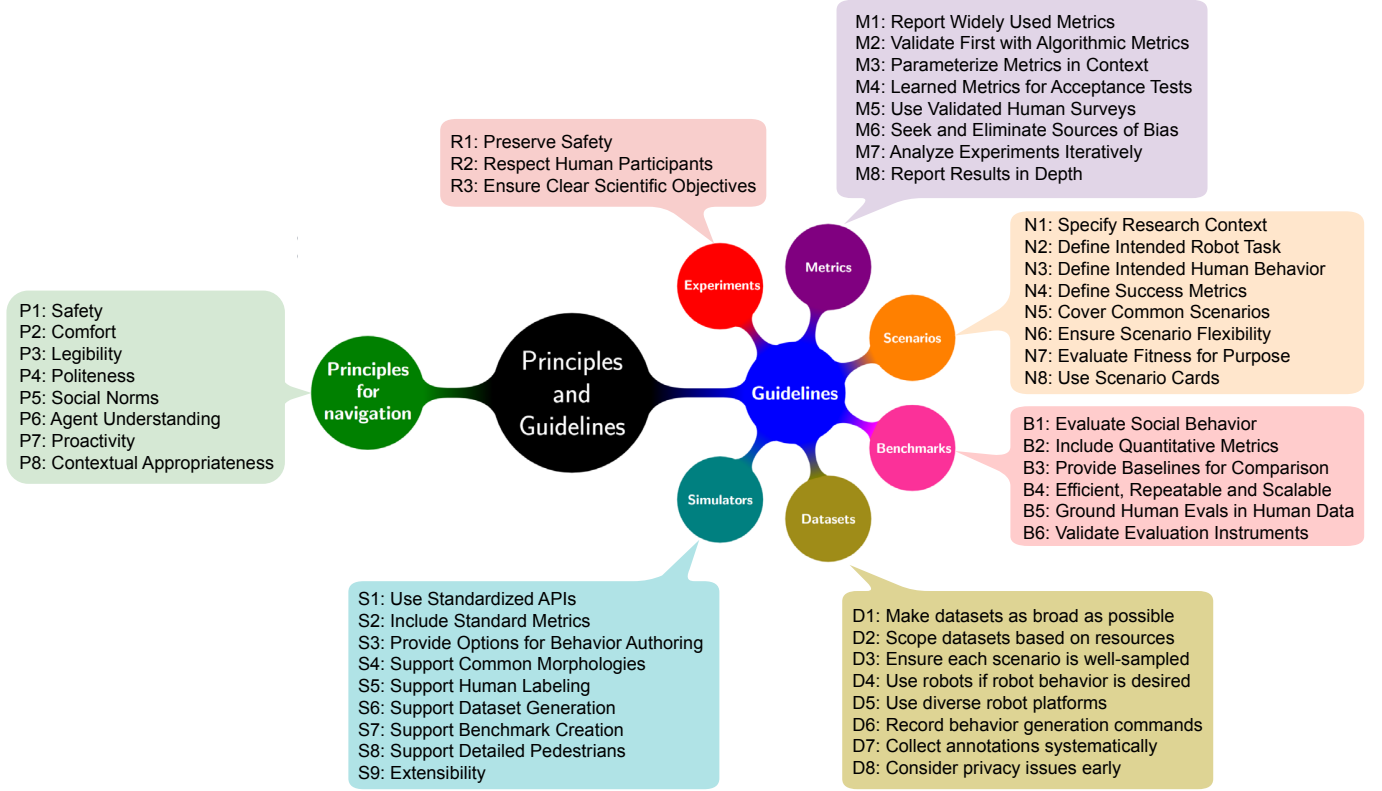 M1: Report Widely Used Metrics
M2: Validate First with Algorithmic Metrics
M3: Parameterize Metrics in Context
M4: Learned Metrics for Acceptance Tests
M5: Use Validated Human Surveys
M6: Seek and Eliminate Sources of Bias
M7: Analyze Experiments Iteratively
M8: Report Results in Depth
R1: Preserve Safety
R2: Respect Human Participants
R3: Ensure Clear Scientific Objectives
N1: Specify Research Context
N2: Define Intended Robot Task
N3: Define Intended Human Behavior
N4: Define Success Metrics
N5: Cover Common Scenarios
N6: Ensure Scenario Flexibility
N7: Evaluate Fitness for Purpose
N8: Use Scenario Cards
Metrics
Experiments
Scenarios
P1: Safety
P2: Comfort
P3: Legibility
P4: Politeness
P5: Social Norms
P6: Agent Understanding
P7: Proactivity
P8: Contextual Appropriateness
Principles
for
navigation
Principles
and
Guidelines
Guidelines
Benchmarks
B1: Evaluate Social Behavior
B2: Include Quantitative Metrics
B3: Provide Baselines for Comparison
B4: Efficient, Repeatable and Scalable
B5: Ground Human Evals in Human Data
B6: Validate Evaluation Instruments
Simulators
Datasets
S1: Use Standardized APIs
S2: Include Standard Metrics
S3: Provide Options for Behavior Authoring
S4: Support Common Morphologies
S5: Support Human Labeling
S6: Support Dataset Generation
S7: Support Benchmark Creation
S8: Support Detailed Pedestrians
S9: Extensibility
D1: Make datasets as broad as possible
D2: Scope datasets based on resources
D3: Ensure each scenario is well-sampled
D4: Use robots if robot behavior is desired
D5: Use diverse robot platforms
D6: Record behavior generation commands
D7: Collect annotations systematically
D8: Consider privacy issues early